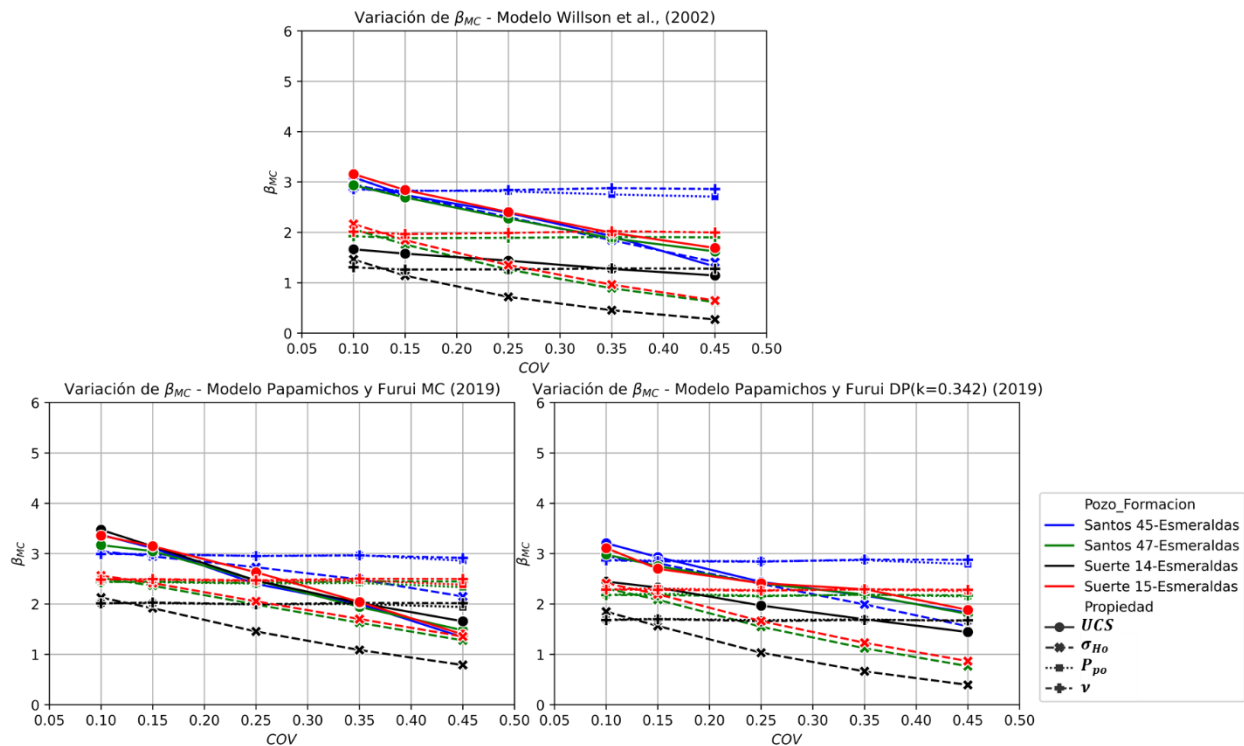 Variación de β_MC - Modelo Willson et al., (2002)
6
5
4
3
2
1
0
β_MC
0.05 0.10 0.15 0.20 0.25 0.30 0.35 0.40 0.45 0.50
COV
Variación de β_MC - Modelo Papamichos y Furui MC (2019)
6
5
4
3
2
1
0
β_MC
0.05 0.10 0.15 0.20 0.25 0.30 0.35 0.40 0.45 0.50
COV
Variación de β_MC - Modelo Papamichos y Furui DP(k=0.342) (2019)
6
5
4
3
2
1
0
β_MC
0.05 0.10 0.15 0.20 0.25 0.30 0.35 0.40 0.45 0.50
COV
Pozo_Formacion
Santos 45-Esmeraldas
Santos 47-Esmeraldas
Suerte 14-Esmeraldas
Suerte 15-Esmeraldas
Propiedad
UCS
σ_Ho
P_po
ν